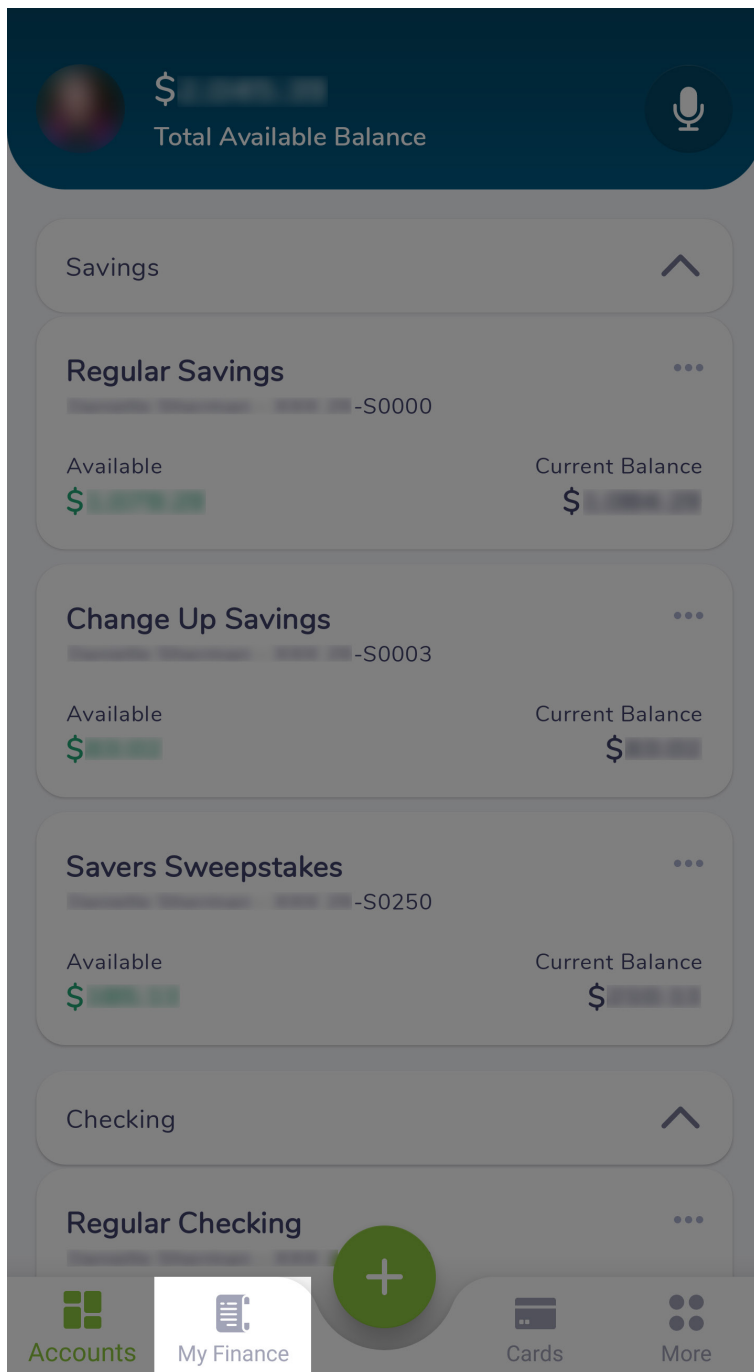 $
Total Available Balance
Savings
Regular Savings
-S0000
Available Current Balance
$ $
Change Up Savings
-S0003
Available Current Balance
$ $
Savers Sweepstakes
-S0250
Available Current Balance
$ $
Checking
Regular Checking
Accounts My Finance Cards More